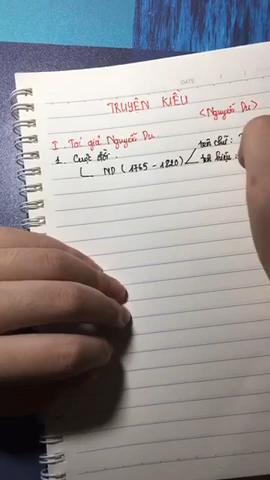 DATE
TRUYỆN KIỀU
<Nguyễn Du>
I Tác giả Nguyễn Du.
1. Cuộc đời.
ND (1765 - 1820)
tên chữ:
tên hiệu: